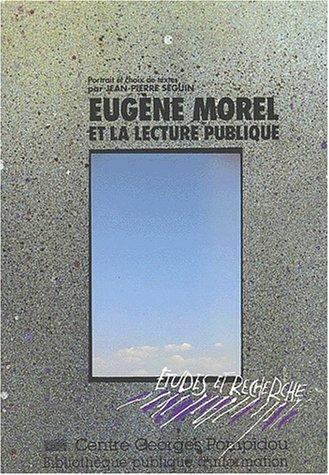 Portrait et choix de textes
par JEAN-PIERRE SEGUIN
EUGÈNE MOREL
ET LA LECTURE PUBLIQUE
ÉTUDES ET RECHERCHE
Centre Georges Pompidou
Bibliothèque publique d'information